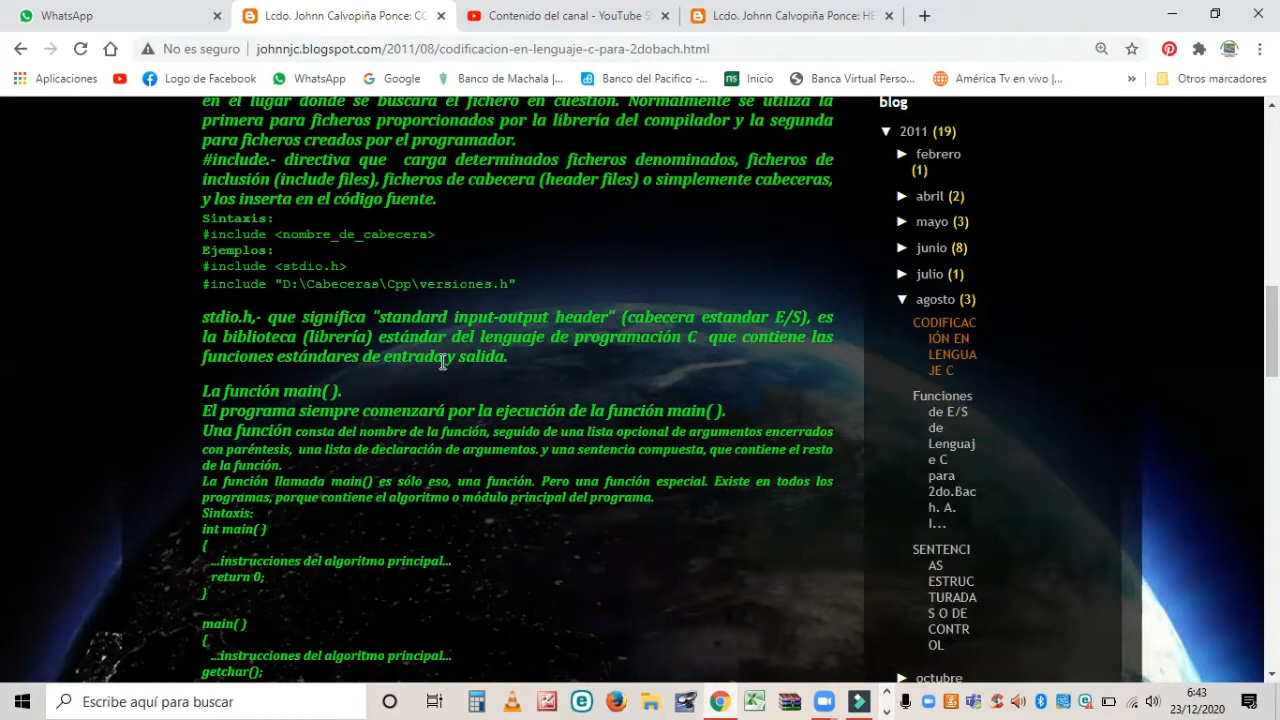 WhatsApp
Lcdo. Johnn Calvopiña Ponce: CC
Contenido del canal - YouTube S
Lcdo. Johnn Calvopiña Ponce: HE
No es seguro
johnnjc.blogspot.com/2011/08/codificacion-en-lenguaje-c-para-2dobach.html
Aplicaciones
Logo de Facebook
WhatsApp
Google
Banco de Machala |...
Banco del Pacifico -...
ns Inicio
Banca Virtual Perso...
América Tv en vivo |...
»
Otros marcadores
en el lugar donde se buscará el fichero en cuestión. Normalmente se utiliza la
primera para ficheros proporcionados por la librería del compilador y la segunda
para ficheros creados por el programador.
#include.- directiva que carga determinados ficheros denominados, ficheros de
inclusión (include files), ficheros de cabecera (header files) o simplemente cabeceras,
y los inserta en el código fuente.
Sintaxis:
#include <nombre_de_cabecera>
Ejemplos:
#include <stdio.h>
#include "D:\Cabeceras\Cpp\versiones.h"
stdio.h,- que significa "standard input-output header" (cabecera estandar E/S), es
la biblioteca (librería) estándar del lenguaje de programación C que contiene las
funciones estándares de entrada y salida.
La función main( ).
El programa siempre comenzará por la ejecución de la función main( ).
Una función consta del nombre de la función, seguido de una lista opcional de argumentos encerrados
con paréntesis, una lista de declaración de argumentos. y una sentencia compuesta, que contiene el resto
de la función.
La función llamada main() es sólo eso, una función. Pero una función especial. Existe en todos los
programas, porque contiene el algoritmo o módulo principal del programa.
Sintaxis:
int main( )
{
...instrucciones del algoritmo principal...
return 0;
}
main( )
{
...instrucciones del algoritmo principal...
getchar();
blog
▼ 2011 (19)
► febrero
(1)
► abril (2)
► mayo (3)
► junio (8)
► julio (1)
▼ agosto (3)
CODIFICAC
IÓN EN
LENGUA
JE C
Funciones
de E/S
de
Lenguaj
e C
para
2do.Bac
h. A.
I...
SENTENCI
AS
ESTRUC
TURADA
S O DE
CONTR
OL
► octubre
Escribe aquí para buscar
6:43
23/12/2020